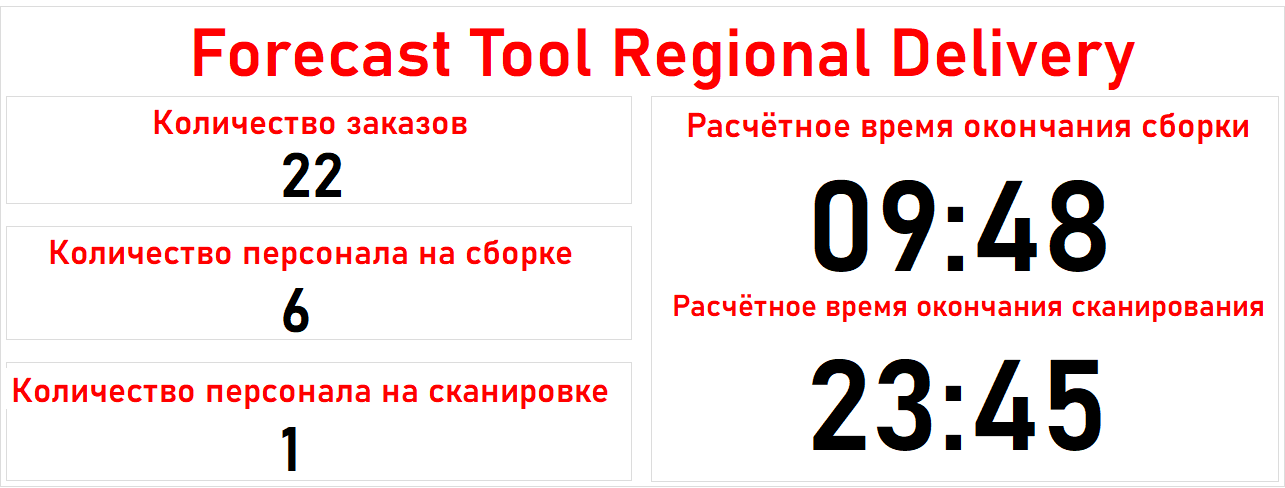 Forecast Tool Regional Delivery
Количество заказов
22
Количество персонала на сборке
6
Количество персонала на сканировке
1
Расчётное время окончания сборки
09:48
Расчётное время окончания сканирования
23:45